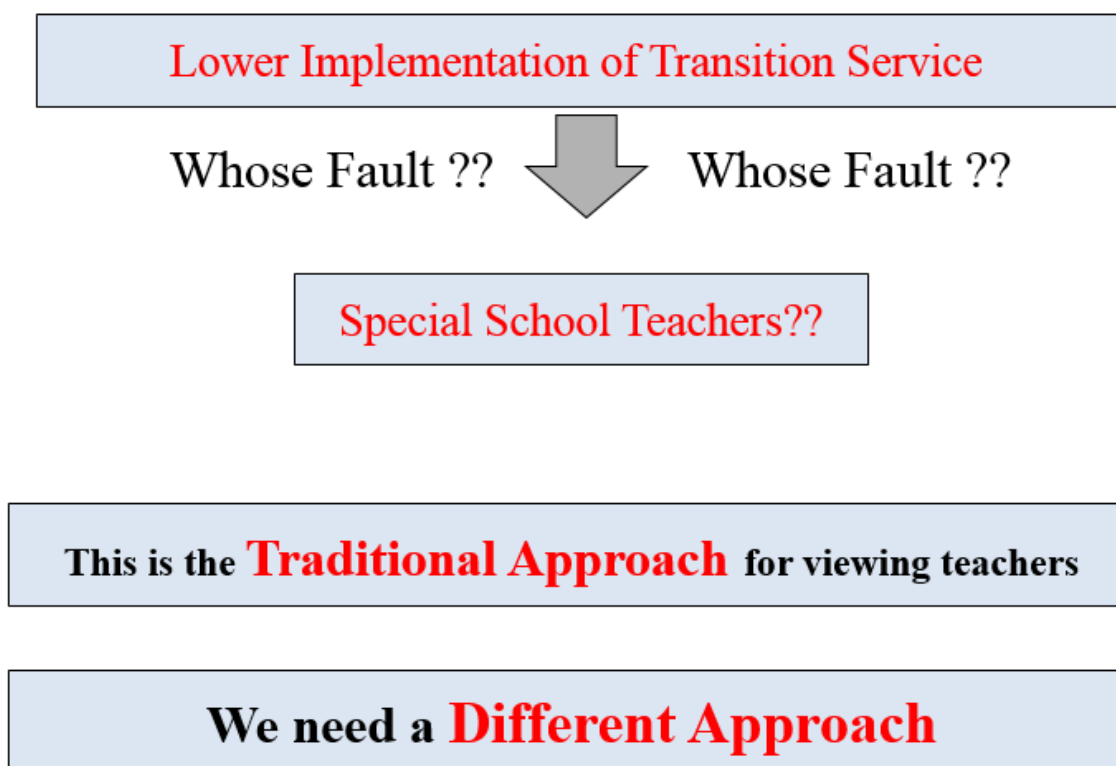 Lower Implementation of Transition Service
Whose Fault ?? Whose Fault ??
Special School Teachers??
This is the Traditional Approach for viewing teachers
We need a Different Approach